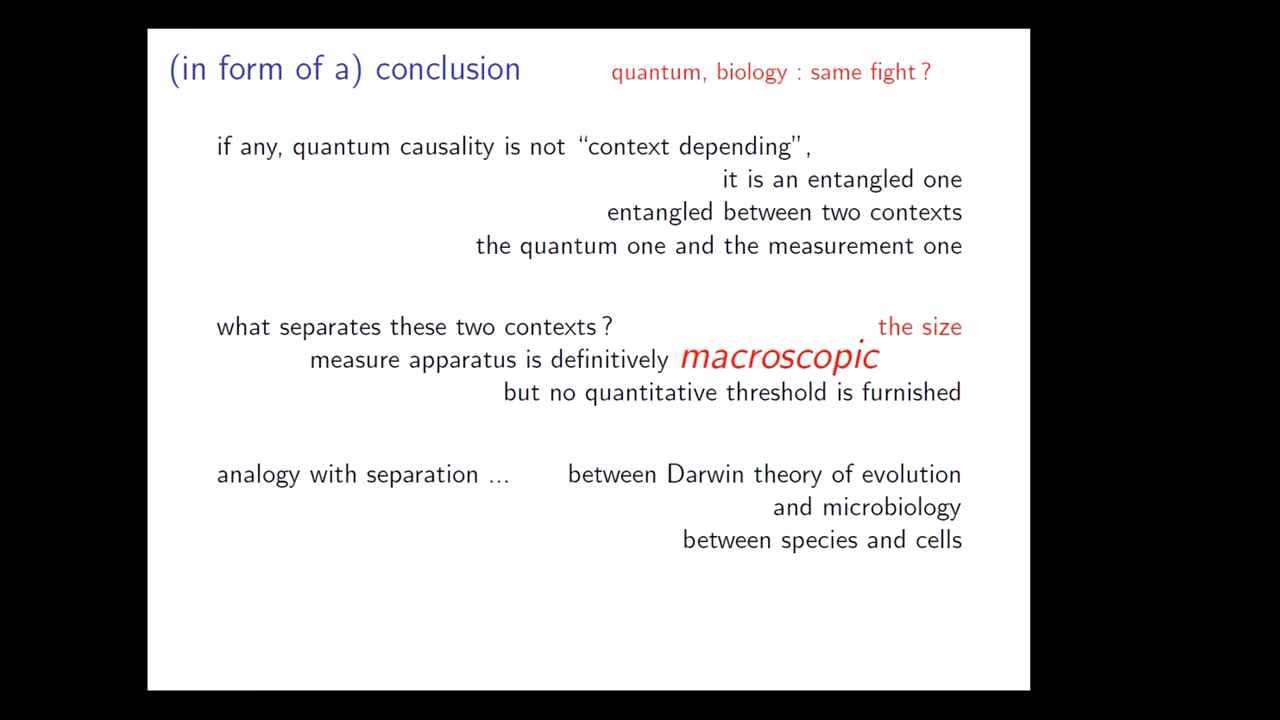 (in form of a) conclusion quantum, biology : same fight ?
if any, quantum causality is not “context depending”,
it is an entangled one
entangled between two contexts
the quantum one and the measurement one
what separates these two contexts ? the size
measure apparatus is definitively macroscopic
but no quantitative threshold is furnished
analogy with separation ... between Darwin theory of evolution
and microbiology
between species and cells